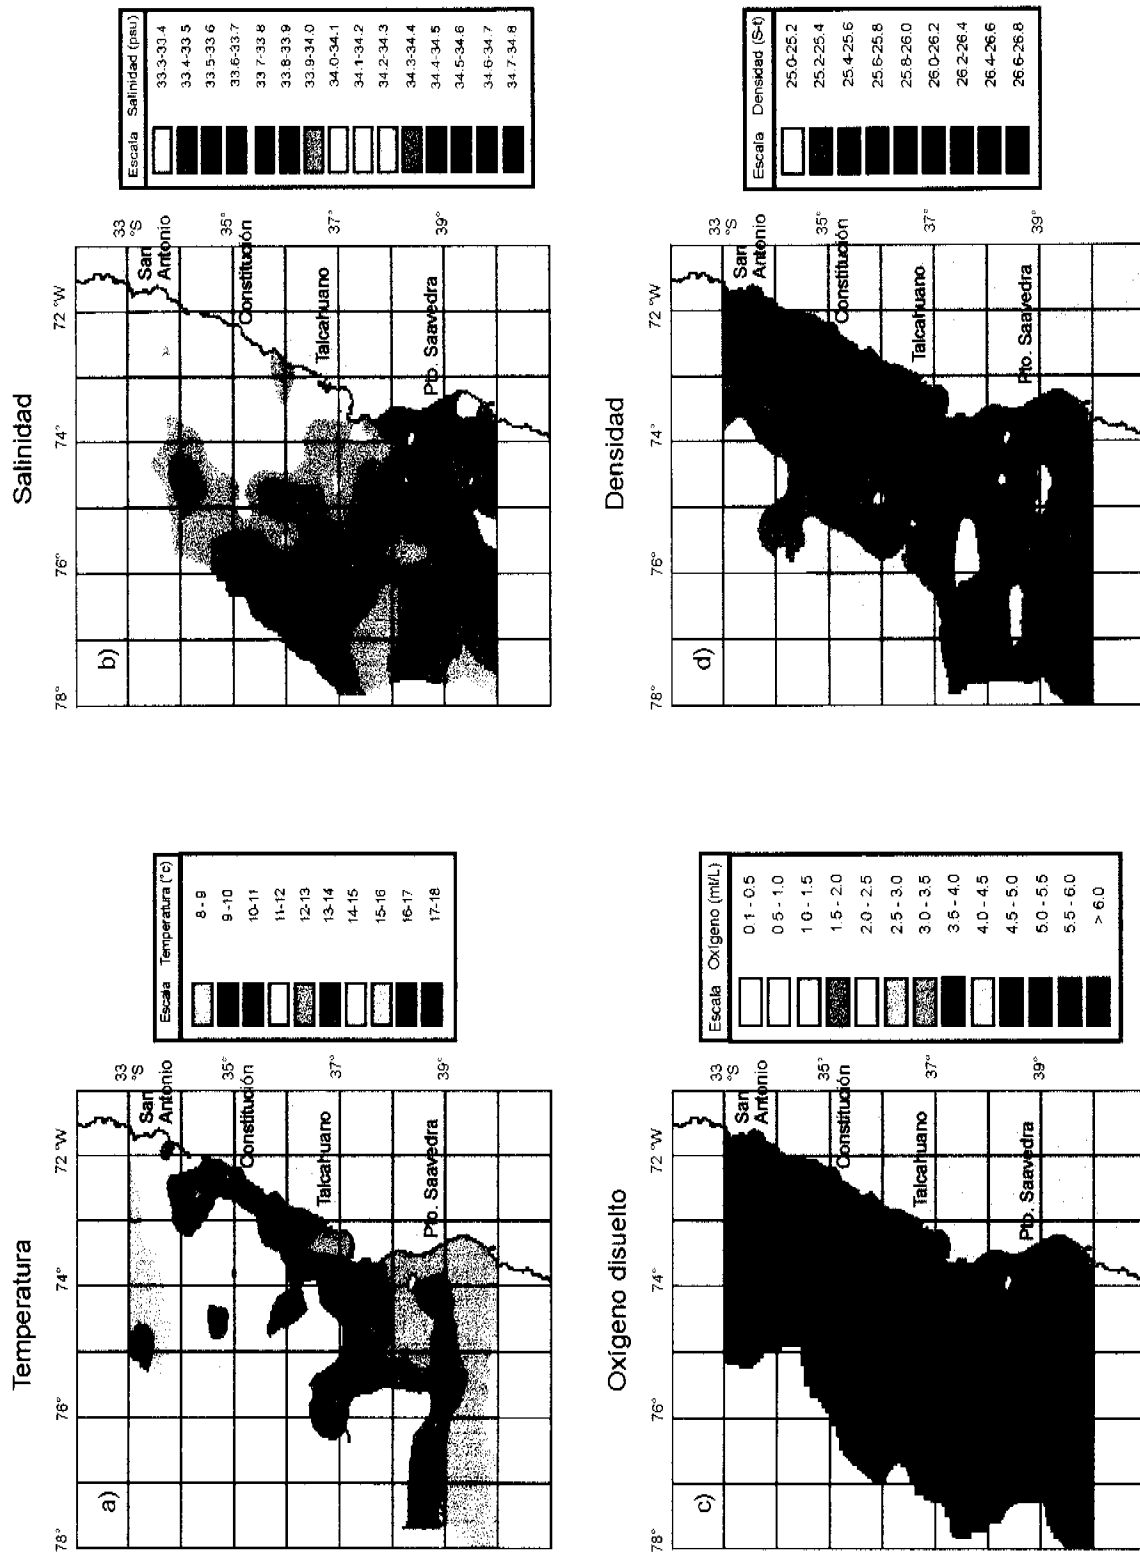 Temperatura
a)
78°
76°
74°
72 °W
33
°S
35°
37°
39°
San
Antonio
Constitución
Talcahuano
Pto. Saavedra
Escala Temperatura (°c)
8 - 9
9 -10
10-11
11-12
12-13
13-14
14-15
15-16
16-17
17-18
Salinidad
b)
78°
76°
74°
72 °W
33
°S
35°
37°
39°
San
Antonio
Constitución
Talcahuano
Pto. Saavedra
Escala Salinidad (psu)
33.3-33.4
33.4-33.5
33.5-33.6
33.6-33.7
33.7-33.8
33.8-33.9
33.9-34.0
34.0-34.1
34.1-34.2
34.2-34.3
34.3-34.4
34.4-34.5
34.5-34.6
34.6-34.7
34.7-34.8
Oxígeno disuelto
c)
78°
76°
74°
72 °W
33
°S
35°
37°
39°
San
Antonio
Constitución
Talcahuano
Pto. Saavedra
Escala Oxígeno (ml/L)
0.1 - 0.5
0.5 - 1.0
1.0 - 1.5
1.5 - 2.0
2.0 - 2.5
2.5 - 3.0
3.0 - 3.5
3.5 - 4.0
4.0 - 4.5
4.5 - 5.0
5.0 - 5.5
5.5 - 6.0
> 6.0
Densidad
d)
78°
76°
74°
72 °W
33
°S
35°
37°
39°
San
Antonio
Constitución
Talcahuano
Pto. Saavedra
Escala Densidad (S-t)
25.0-25.2
25.2-25.4
25.4-25.6
25.6-25.8
25.8-26.0
26.0-26.2
26.2-26.4
26.4-26.6
26.6-26.8